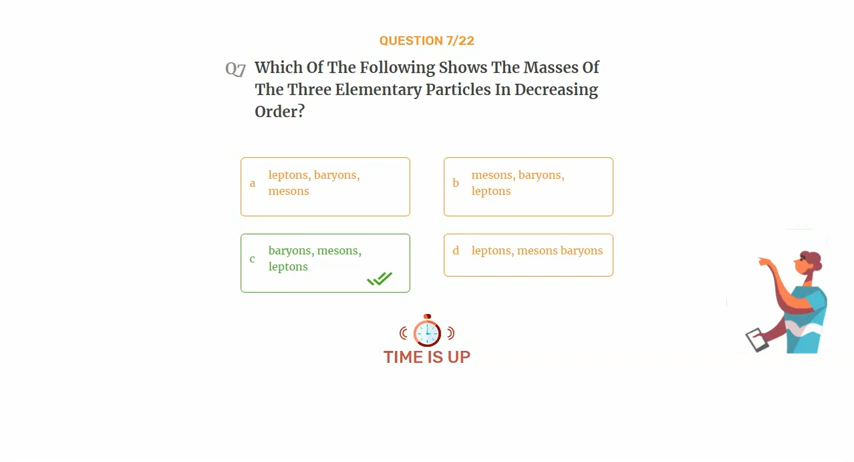 QUESTION 7/22
Q7 Which Of The Following Shows The Masses Of
The Three Elementary Particles In Decreasing
Order?
a leptons, baryons,
mesons
b mesons, baryons,
leptons
c baryons, mesons,
leptons
d leptons, mesons baryons
TIME IS UP